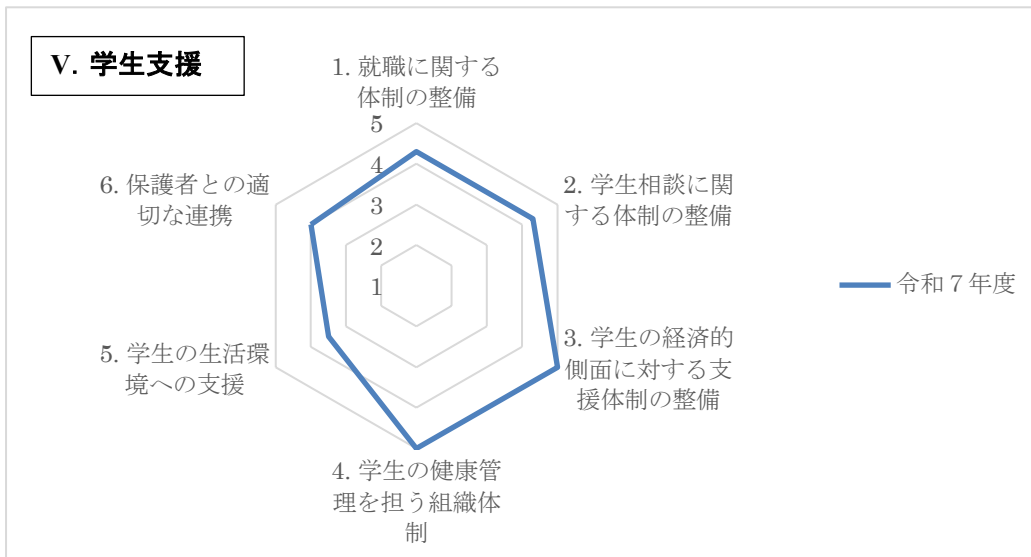 V. 学生支援
1. 就職に関する
体制の整備
5
4
3
2
1
2. 学生相談に関
する体制の整備
3. 学生の経済的
側面に対する支
援体制の整備
4. 学生の健康管
理を担う組織体
制
5. 学生の生活環
境への支援
6. 保護者との適
切な連携
令和７年度